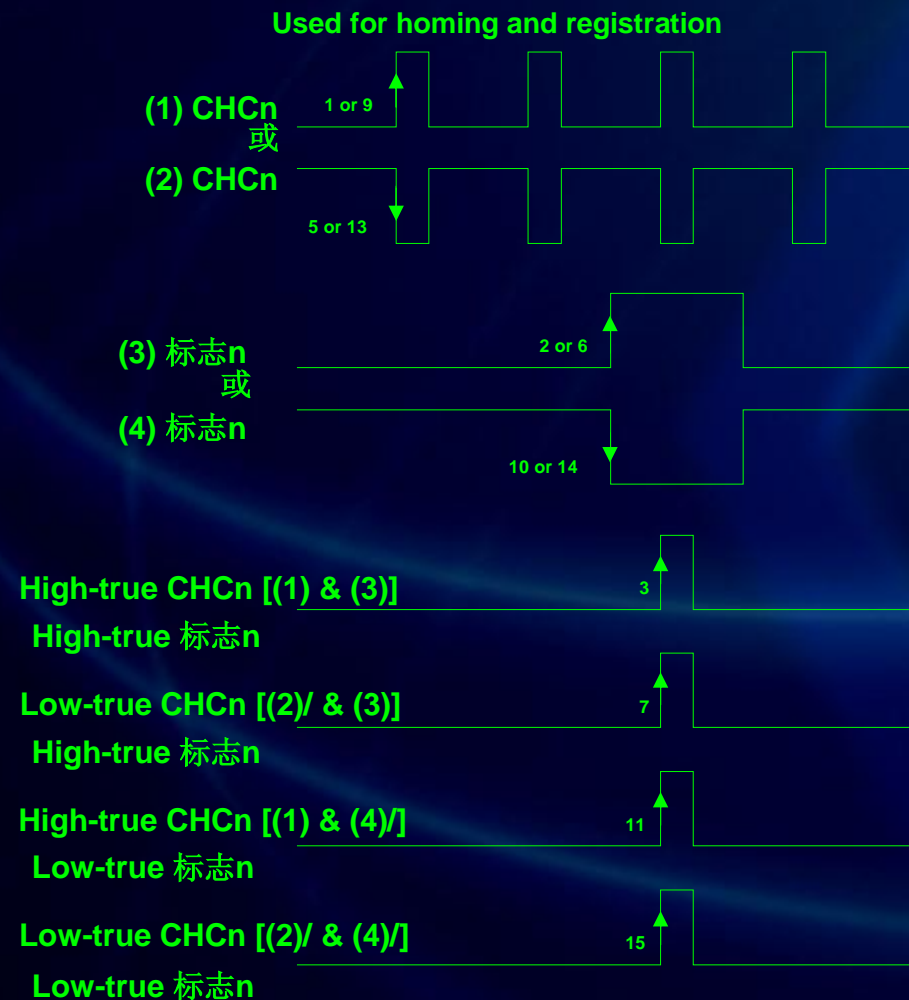 Used for homing and registration
1 or 9
(1) CHCn
或
(2) CHCn
5 or 13
2 or 6
(3) 标志n
或
(4) 标志n
10 or 14
High-true CHCn [(1) & (3)]
3
High-true 标志n
Low-true CHCn [(2)/ & (3)]
7
High-true 标志n
High-true CHCn [(1) & (4)/]
11
Low-true 标志n
Low-true CHCn [(2)/ & (4)/]
15
Low-true 标志n